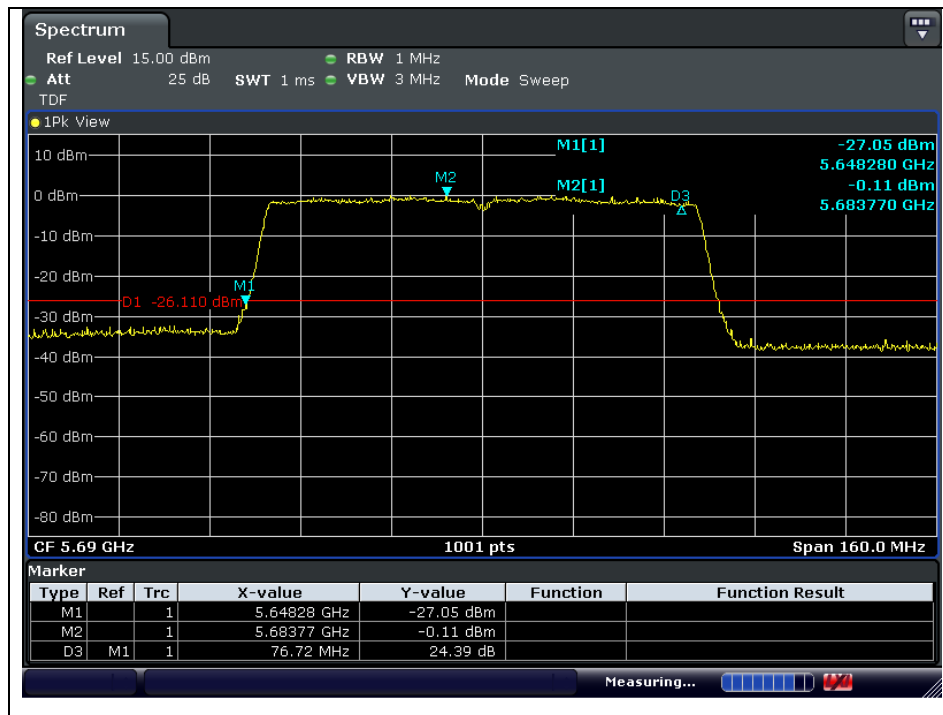 Spectrum
Ref Level 15.00 dBm RBW 1 MHz
Att 25 dB SWT 1 ms VBW 3 MHz Mode Sweep
TDF
1Pk View
M1[1] -27.05 dBm
5.648280 GHz
M2[1] -0.11 dBm
5.683770 GHz
10 dBm
0 dBm
-10 dBm
-20 dBm
-30 dBm
-40 dBm
-50 dBm
-60 dBm
-70 dBm
-80 dBm
M2
D3
M1
D1 -26.110 dBm
CF 5.69 GHz 1001 pts Span 160.0 MHz
Marker
Type Ref Trc X-value Y-value Function Function Result
M1 1 5.64828 GHz -27.05 dBm
M2 1 5.68377 GHz -0.11 dBm
D3 M1 1 76.72 MHz 24.39 dB
Measuring...